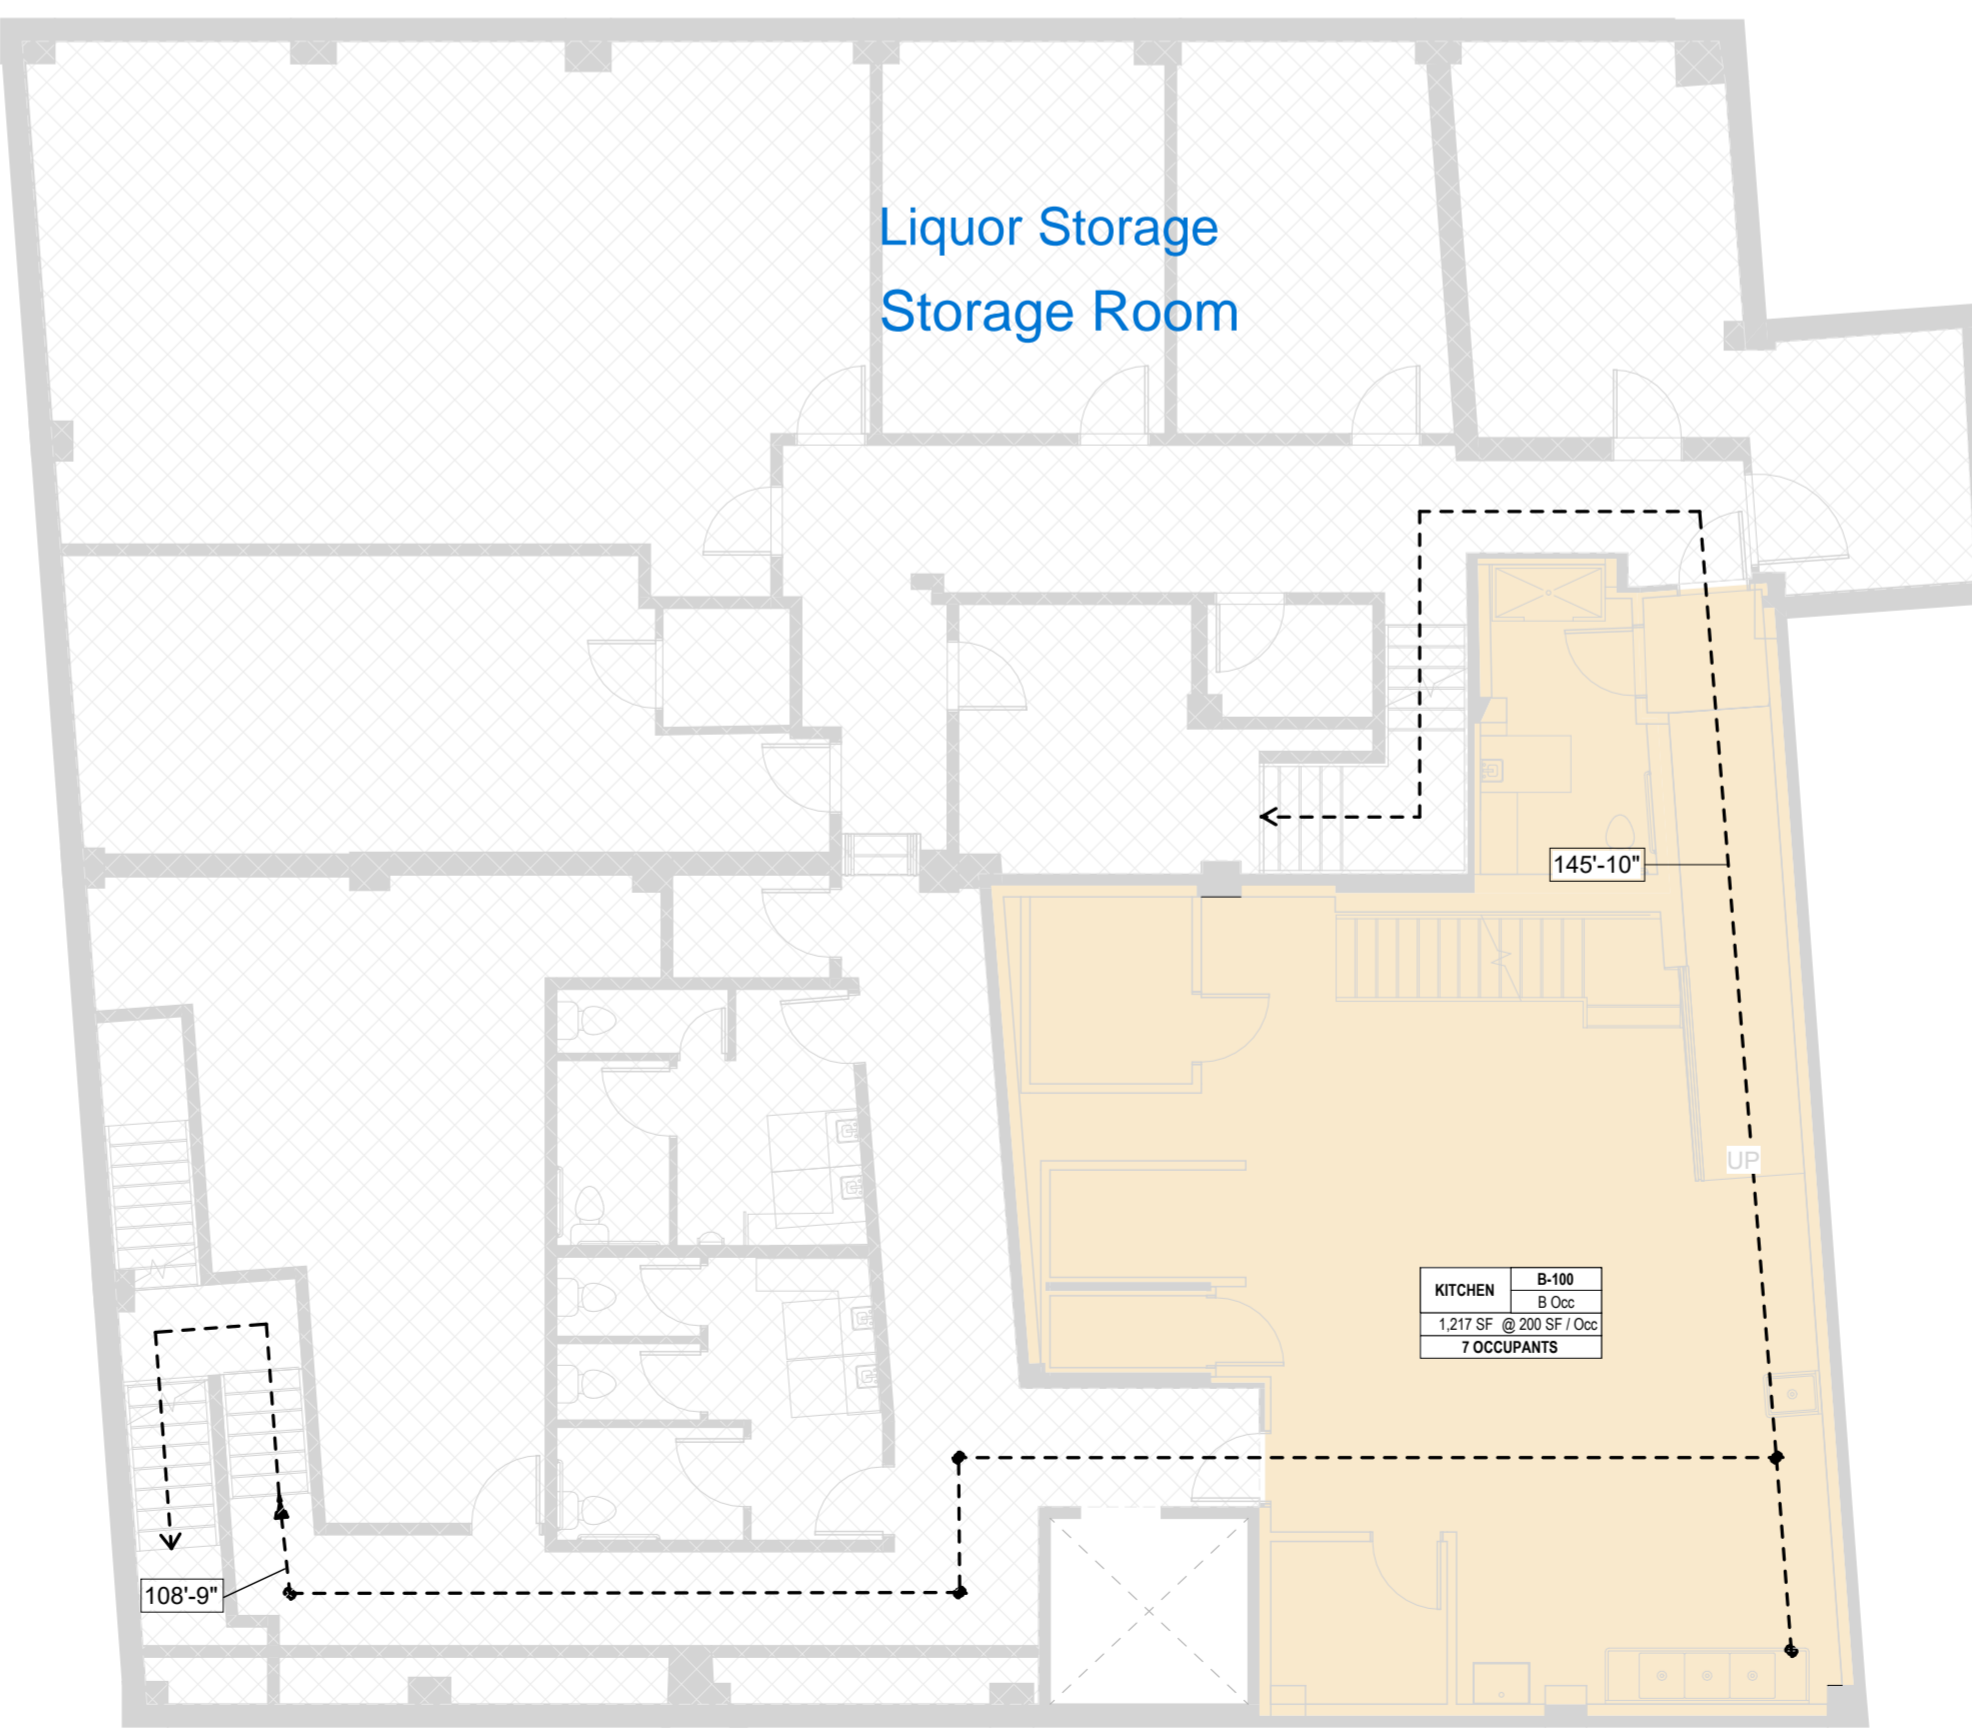 Liquor Storage
Storage Room
145'-10"
UP
KITCHEN
B-100
B Occ
1,217 SF @ 200 SF / Occ
7 OCCUPANTS
108'-9"